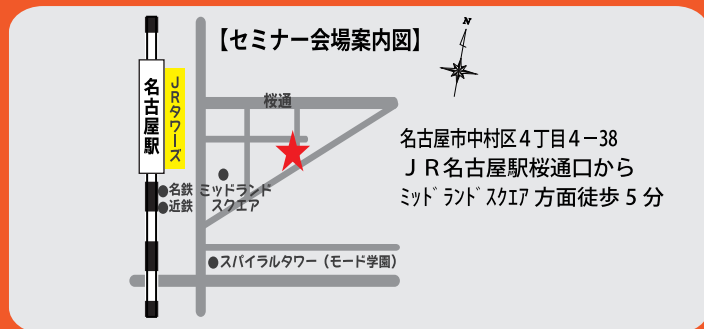 【セミナー会場案内図】
N
名古屋駅
JRタワーズ
桜通
名古屋市中村区４丁目４－38
ＪＲ名古屋駅桜通口から
ﾐｯﾄﾞﾗﾝﾄﾞｽｸｴｱ方面徒歩５分
●名鉄
●近鉄
ミッドランド
スクエア
●スパイラルタワー（モード学園）